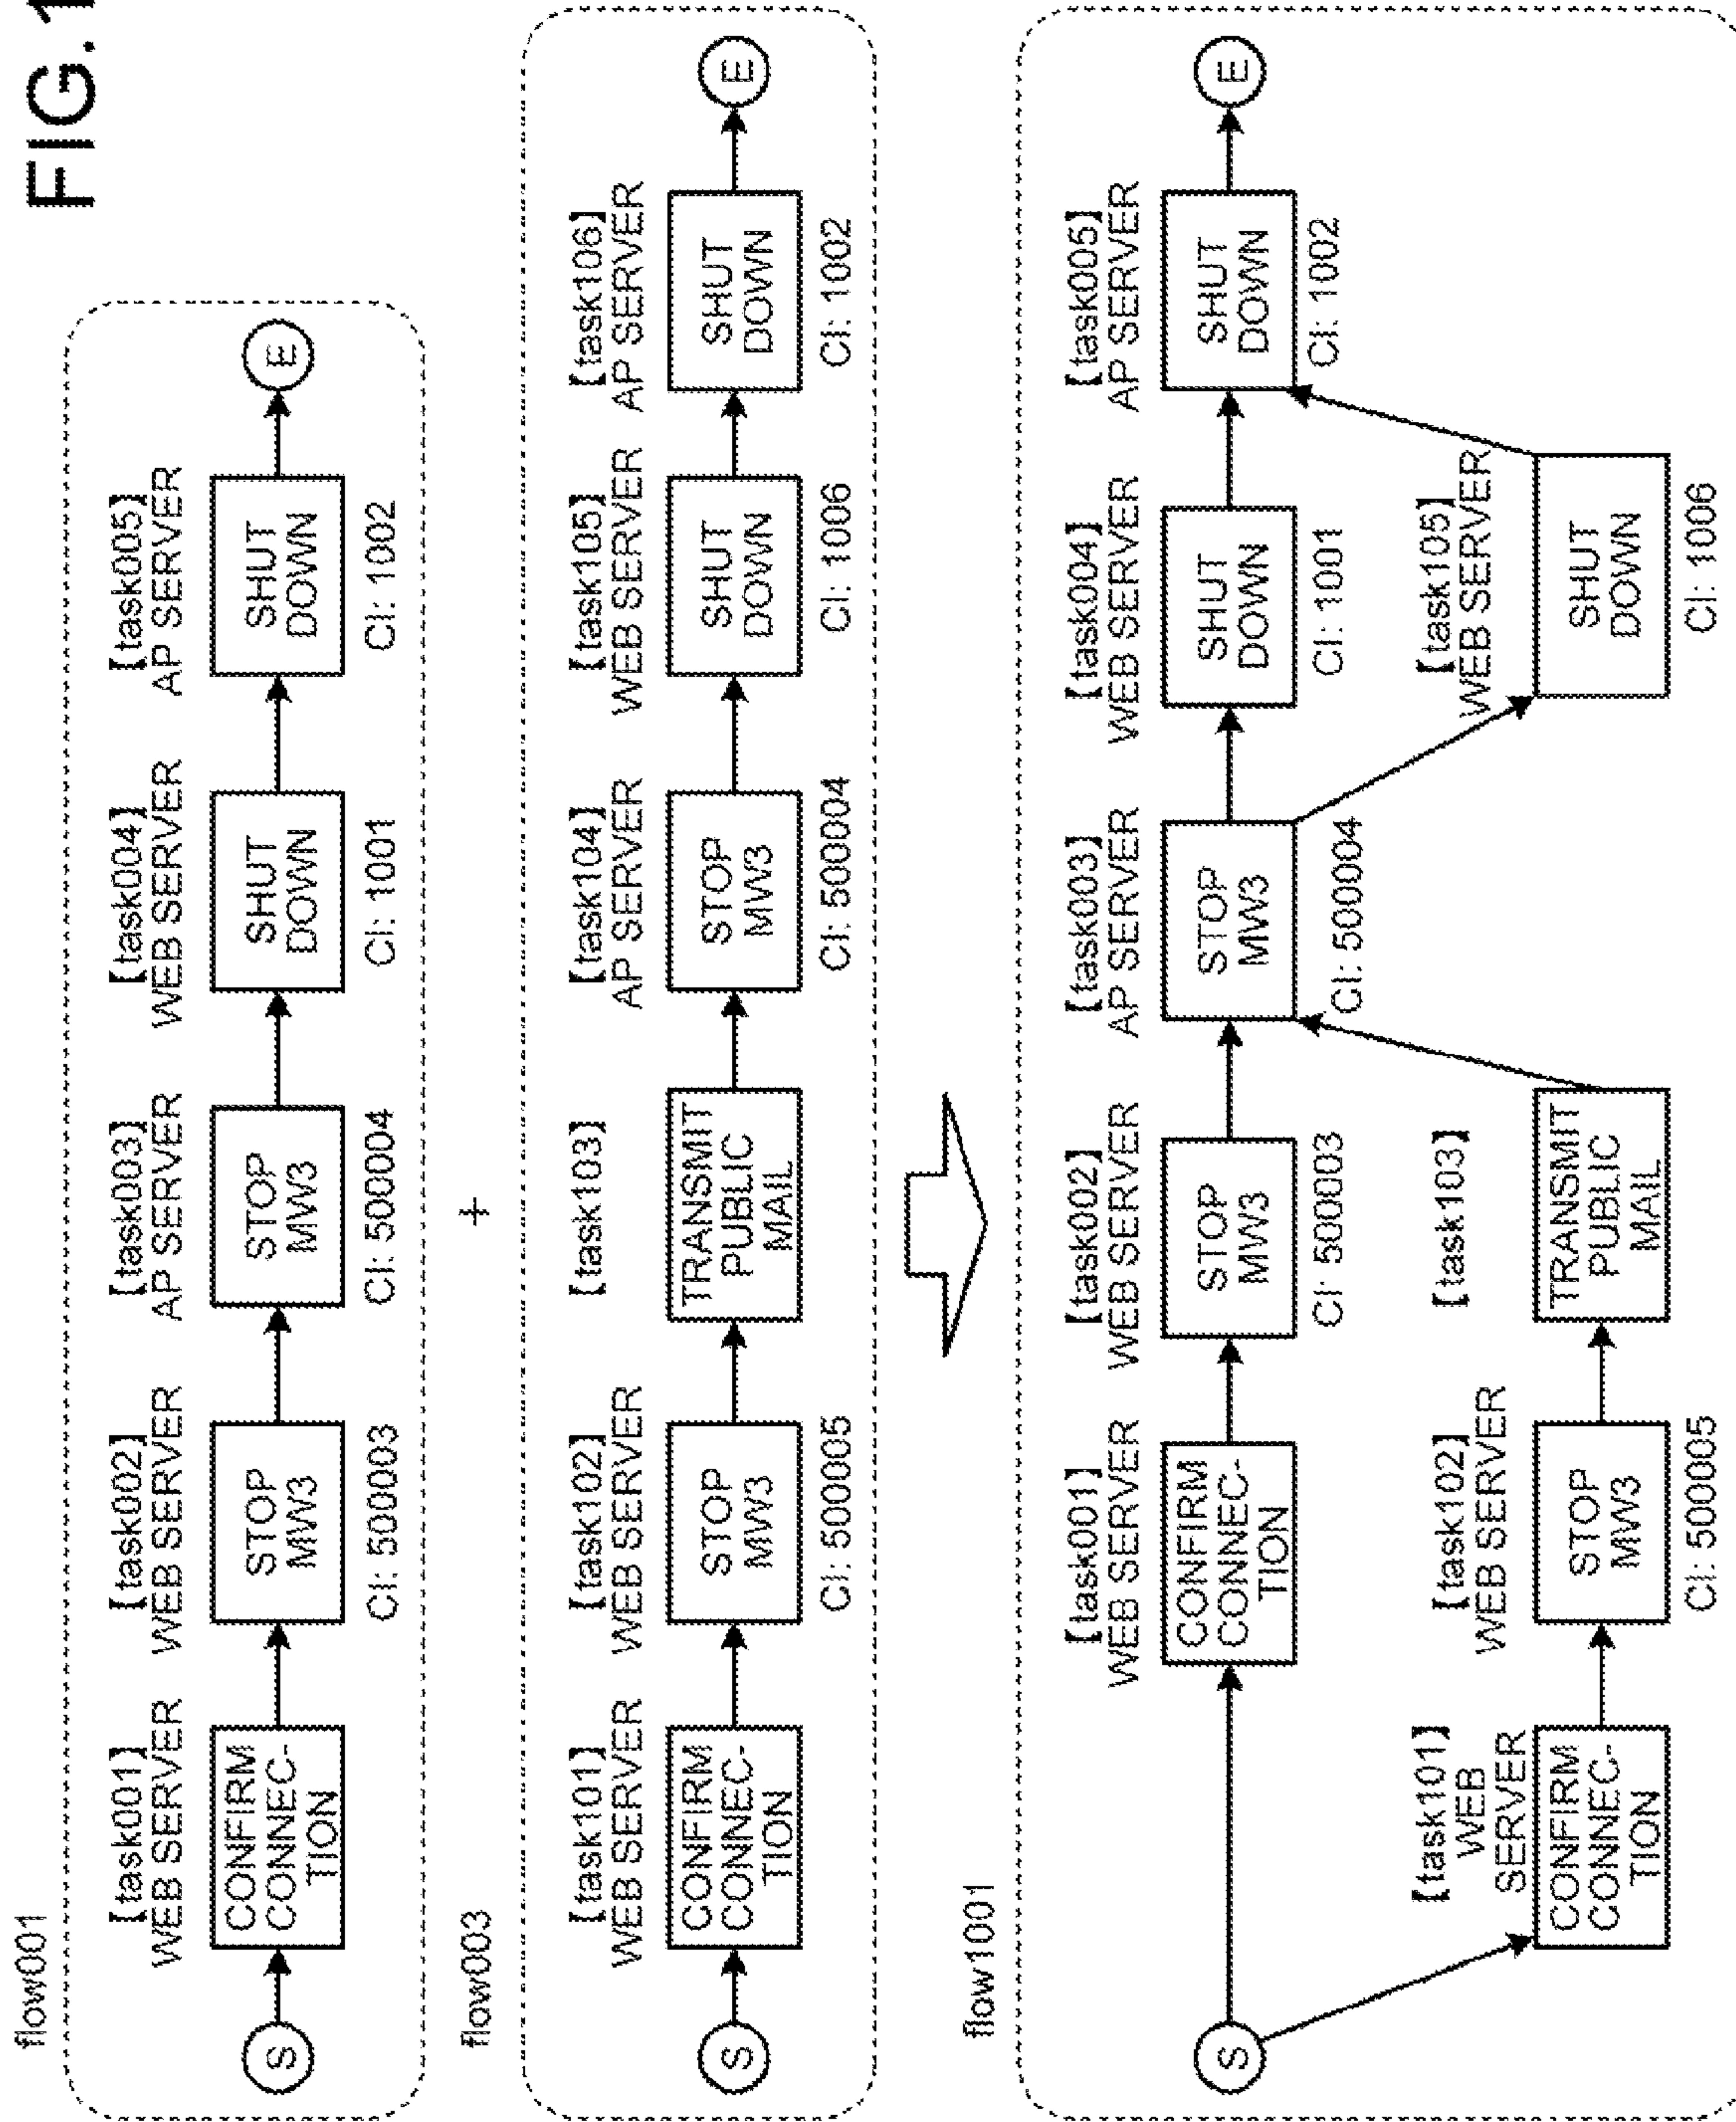 FIG.1
flow001
【task001】
WEB SERVER
CONFIRM
CONNEC-
TION
【task002】
WEB SERVER
STOP
MW3
CI: 500003
【task003】
AP SERVER
STOP
MW3
CI: 500004
【task004】
WEB SERVER
SHUT
DOWN
CI: 1001
【task005】
AP SERVER
SHUT
DOWN
CI: 1002
S
E
+
flow003
【task101】
WEB SERVER
CONFIRM
CONNEC-
TION
【task102】
WEB SERVER
STOP
MW3
CI: 500005
【task103】
TRANSMIT
PUBLIC
MAIL
【task104】
AP SERVER
STOP
MW3
CI: 500004
【task105】
WEB SERVER
SHUT
DOWN
CI: 1006
【task106】
AP SERVER
SHUT
DOWN
CI: 1002
S
E
flow1001
【task001】
WEB SERVER
CONFIRM
CONNEC-
TION
【task002】
WEB SERVER
STOP
MW3
CI: 500003
【task003】
AP SERVER
STOP
MW3
CI: 500004
【task004】
WEB SERVER
SHUT
DOWN
CI: 1001
【task005】
AP SERVER
SHUT
DOWN
CI: 1002
S
E
【task101】
WEB
SERVER
CONFIRM
CONNEC-
TION
【task102】
WEB SERVER
STOP
MW3
CI: 500005
【task103】
TRANSMIT
PUBLIC
MAIL
【task105】
WEB SERVER
SHUT
DOWN
CI: 1006